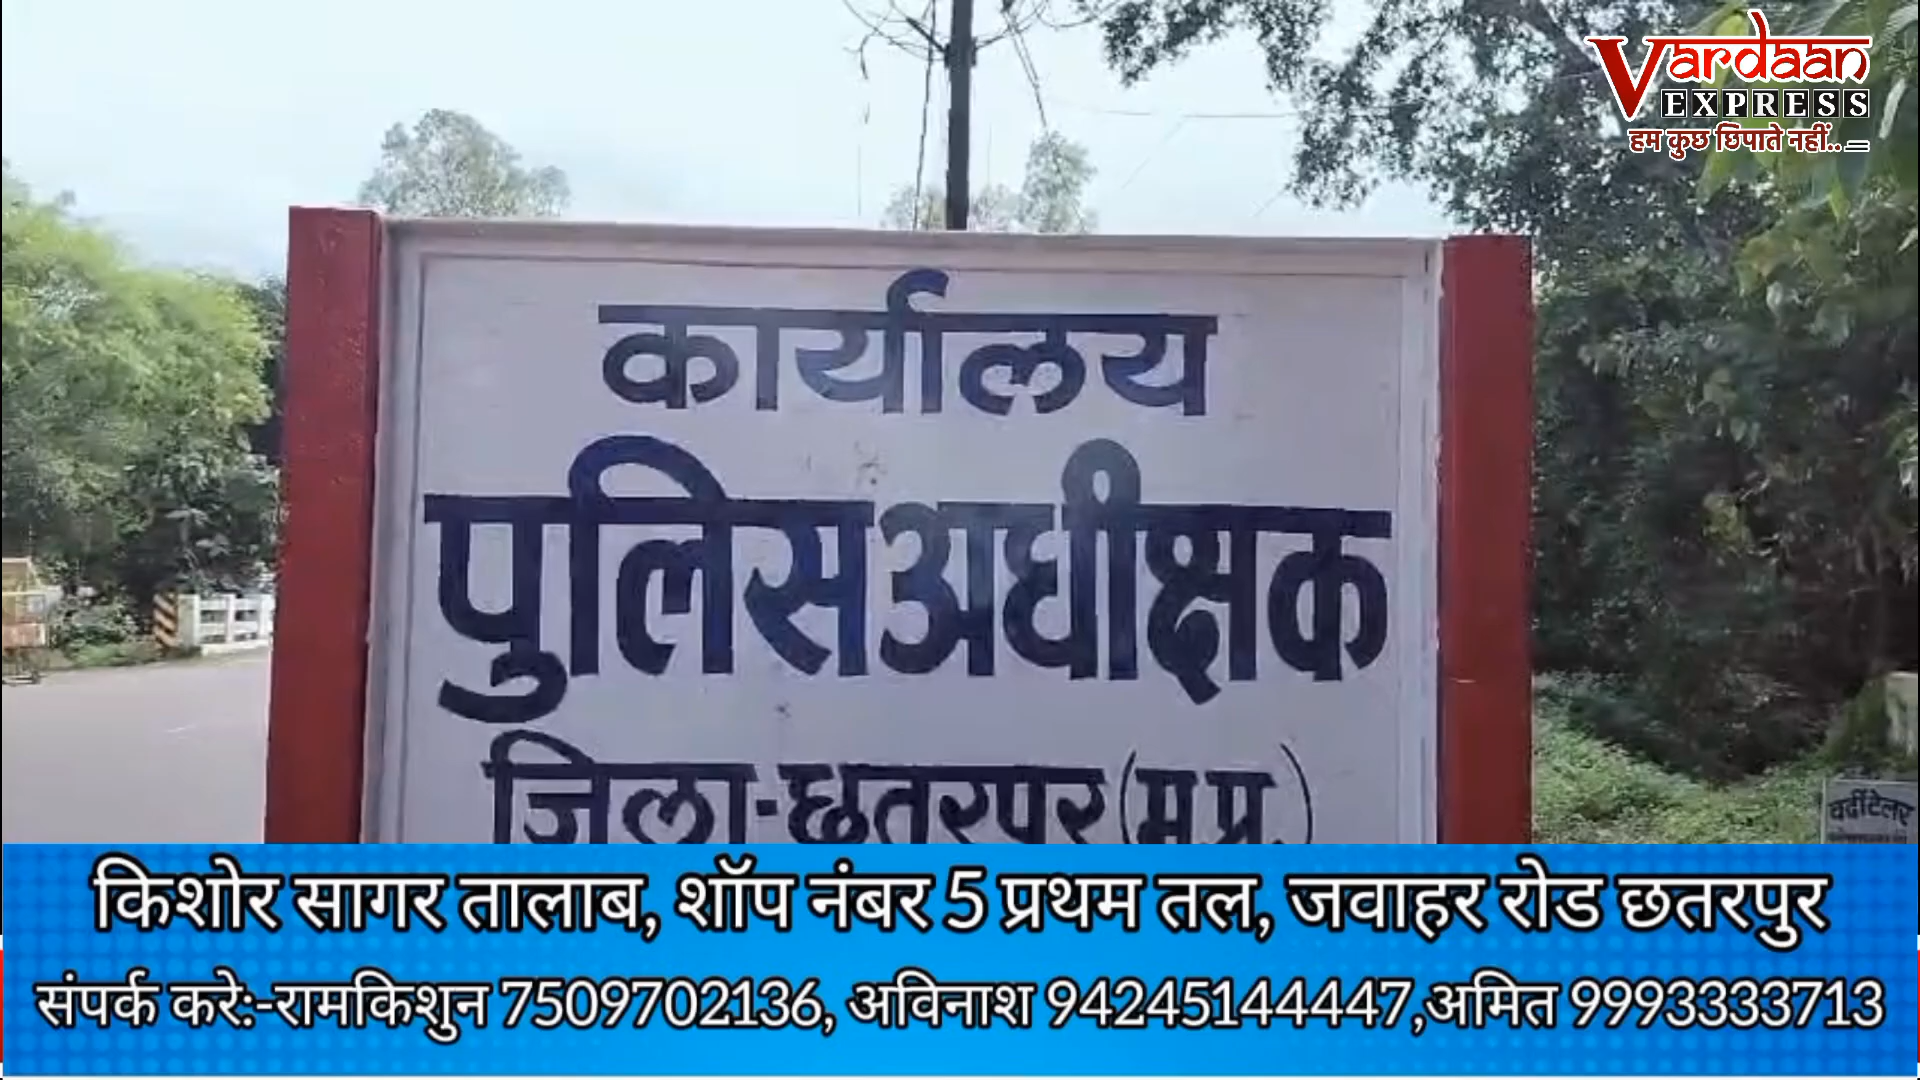 Vardaan
EXPRESS
हम कुछ छिपाते नहीं..
कार्यालय
पुलिस अधीक्षक
जिला-छतरपुर (म.प्र.)
वर्दी टेलर
किशोर सागर तालाब, शॉप नंबर 5 प्रथम तल, जवाहर रोड छतरपुर
संपर्क करे:-रामकिशुन 7509702136, अविनाश 94245144447,अमित 9993333713